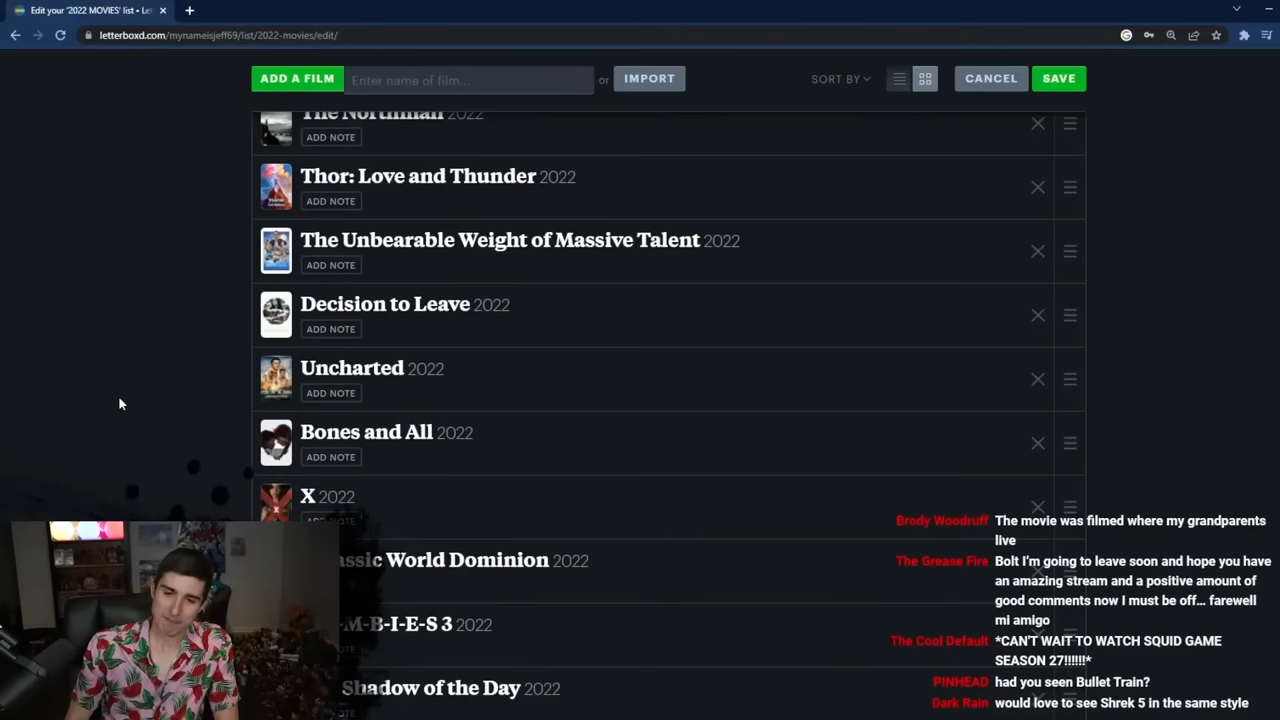 Edit your '2022 MOVIES' list • Let
letterboxd.com/mynameisjeff69/list/2022-movies/edit/
ADD A FILM Enter name of film... or IMPORT SORT BY CANCEL SAVE
The Northman 2022
ADD NOTE
Thor: Love and Thunder 2022
ADD NOTE
The Unbearable Weight of Massive Talent 2022
ADD NOTE
Decision to Leave 2022
ADD NOTE
Uncharted 2022
ADD NOTE
Bones and All 2022
ADD NOTE
X 2022
ADD NOTE
assic World Dominion 2022
-M-B-I-E-S 3 2022
Shadow of the Day 2022
Brody Woodruff The movie was filmed where my grandparents
live
The Grease Fire Bolt I'm going to leave soon and hope you have
an amazing stream and a positive amount of
good comments now I must be off... farewell
mi amigo
The Cool Default *CAN'T WAIT TO WATCH SQUID GAME
SEASON 27!!!!!!*
PINHEAD had you seen Bullet Train?
Dark Rain would love to see Shrek 5 in the same style